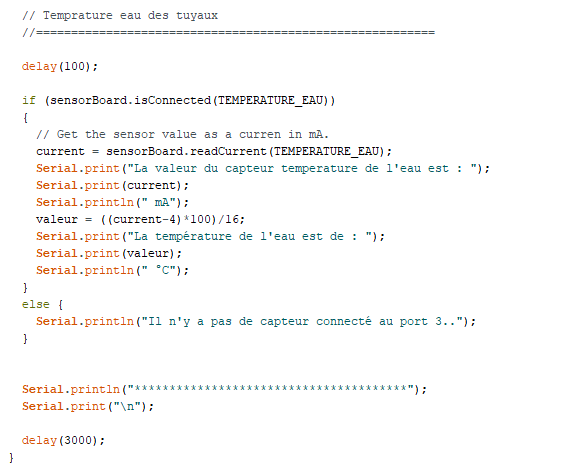 // Temprature eau des tuyaux
//=========================================================
delay(100);
if (sensorBoard.isConnected(TEMPERATURE_EAU))
{
// Get the sensor value as a curren in mA.
current = sensorBoard.readCurrent(TEMPERATURE_EAU);
Serial.print("La valeur du capteur temperature de l'eau est : ");
Serial.print(current);
Serial.println(" mA");
valeur = ((current-4)*100)/16;
Serial.print("La température de l'eau est de : ");
Serial.print(valeur);
Serial.println(" °C");
}
else {
Serial.println("Il n'y a pas de capteur connecté au port 3..");
}
Serial.println("***************************************");
Serial.print("\n");
delay(3000);
}